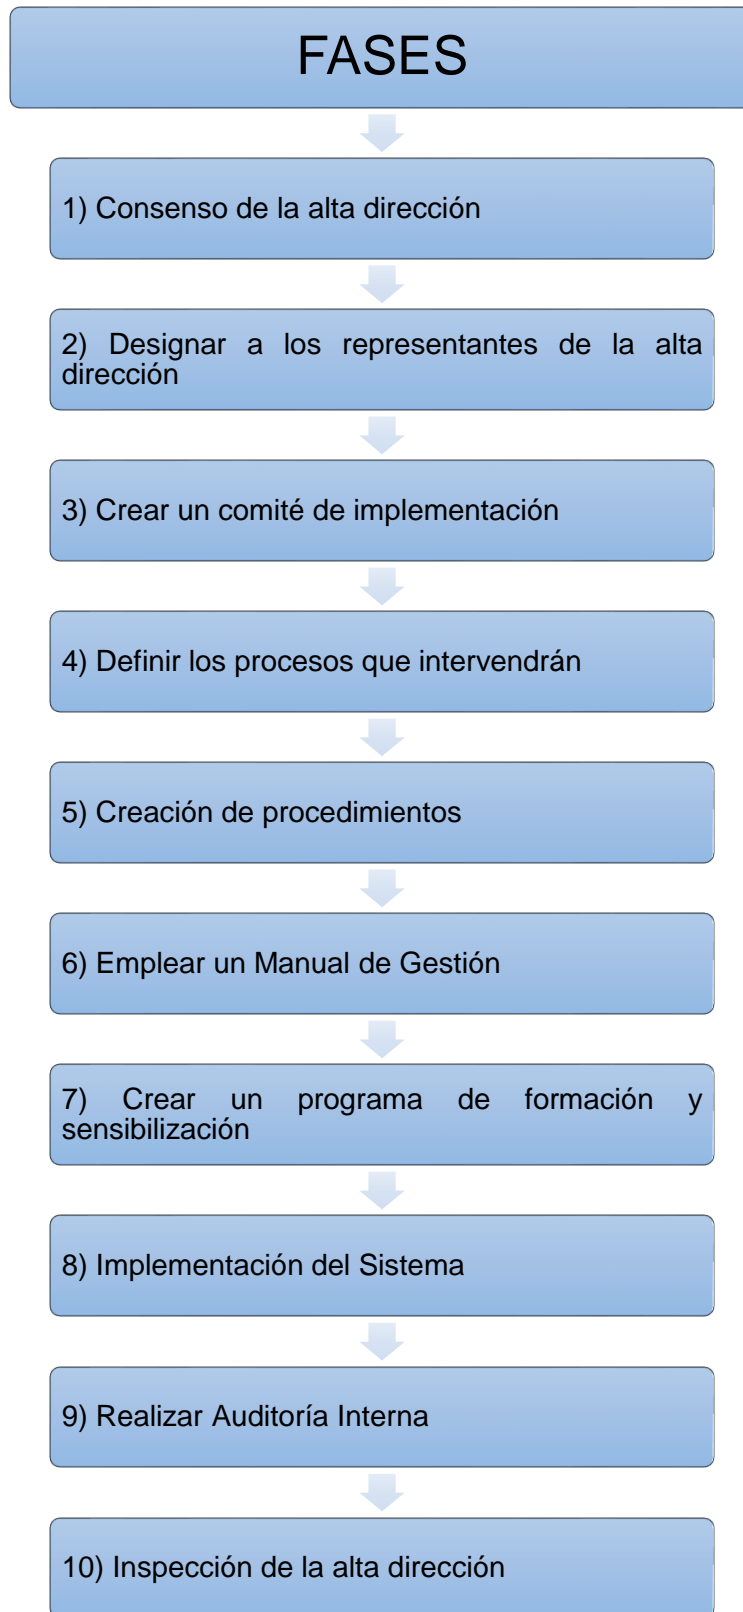 FASES
1) Consenso de la alta dirección
2) Designar a los representantes de la alta
dirección
3) Crear un comité de implementación
4) Definir los procesos que intervendrán
5) Creación de procedimientos
6) Emplear un Manual de Gestión
7) Crear un programa de formación y
sensibilización
8) Implementación del Sistema
9) Realizar Auditoría Interna
10) Inspección de la alta dirección